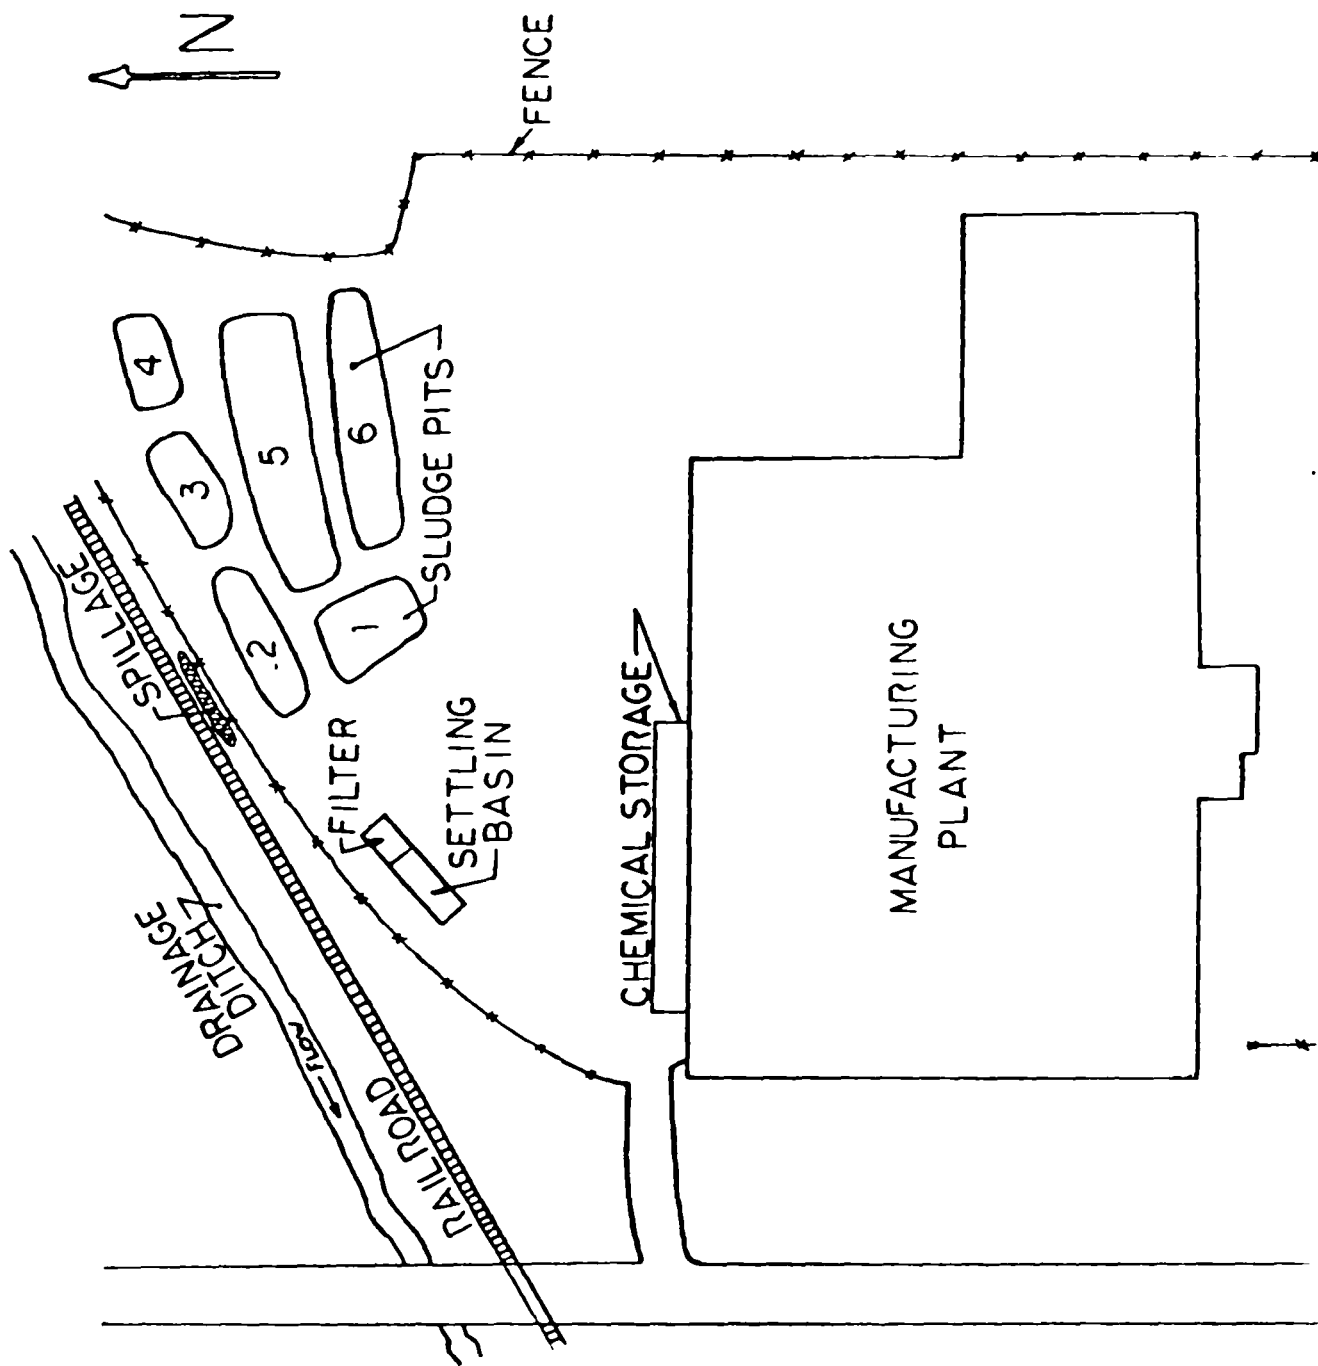 N
FENCE
4
3
5
6
2
1
SLUDGE PITS
SPILLAGE
DRAINAGE
DITCH
FLOW
RAILROAD
FILTER
SETTLING
BASIN
CHEMICAL STORAGE
MANUFACTURING
PLANT